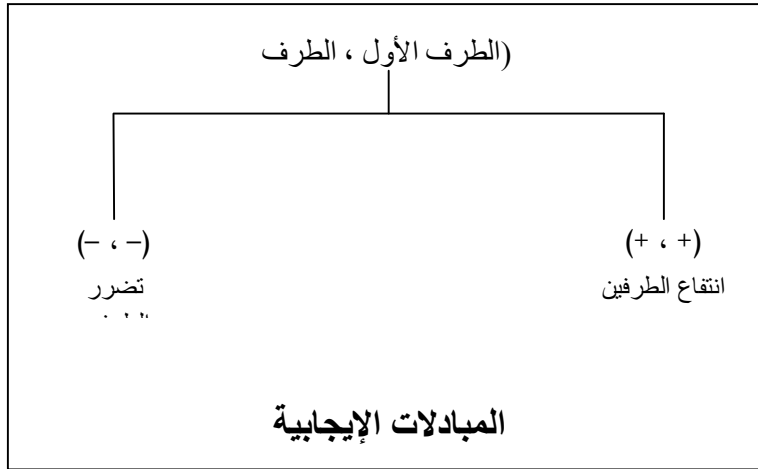 (الطرف الأول ، الطرف
(+ ، +)
انتفاع الطرفين
(– ، –)
تضرر
المبادلات الإيجابية